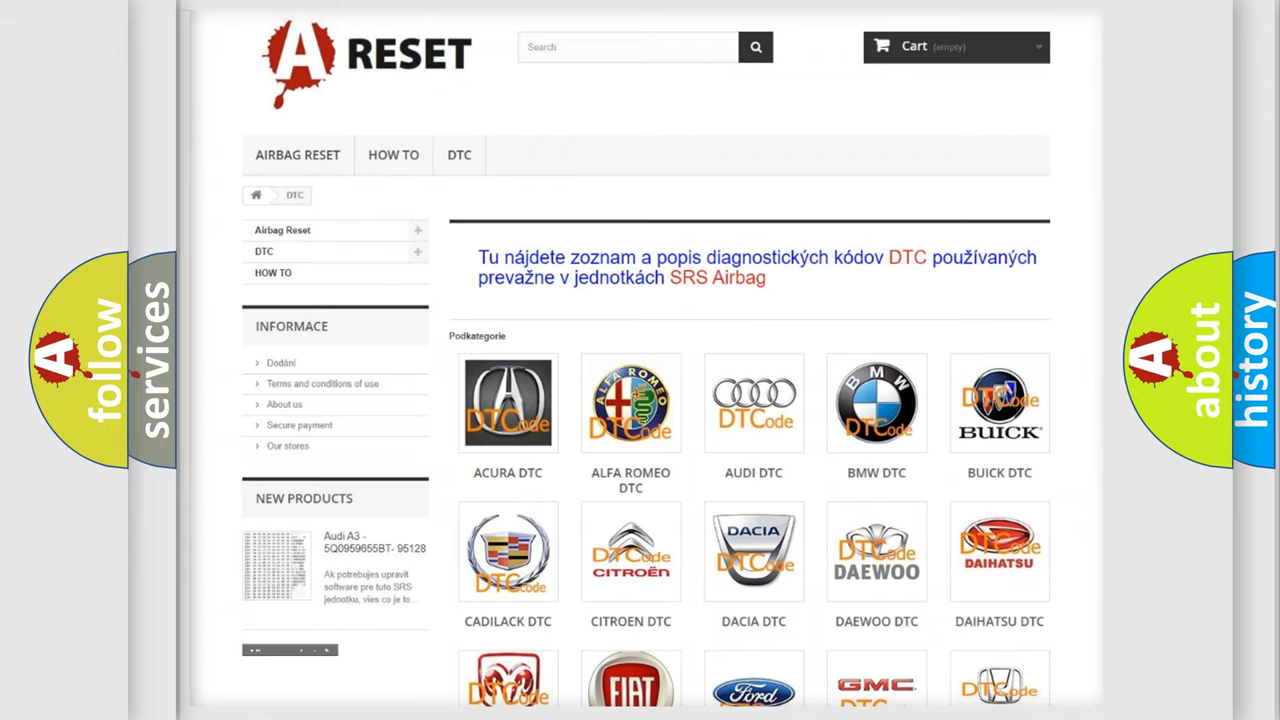 A RESET
Search
Cart (empty)
AIRBAG RESET
HOW TO
DTC
DTC
Airbag Reset
DTC
HOW TO
INFORMACE
Dodání
Terms and conditions of use
About us
Secure payment
Our stores
NEW PRODUCTS
Audi A3 -
5Q0959655BT- 95128
Ak potrebujes upravit
software pre tuto SRS
jednotku, vies co je to...
Tu nájdete zoznam a popis diagnostických kódov DTC používaných
prevažne v jednotkách SRS Airbag
Podkategorie
DTCode
ALFA ROMEO
DTCode
DTCode
BMW
DTCode
DTCode
BUICK
ACURA DTC
ALFA ROMEO
DTC
AUDI DTC
BMW DTC
BUICK DTC
DTCode
DTCode
CITROËN
DACIA
DTCode
DTCode
DAEWOO
DTCode
DAIHATSU
CADILACK DTC
CITROEN DTC
DACIA DTC
DAEWOO DTC
DAIHATSU DTC
DTCode
FIAT
Ford
GMC
DTCode
A follow
services
A about
history